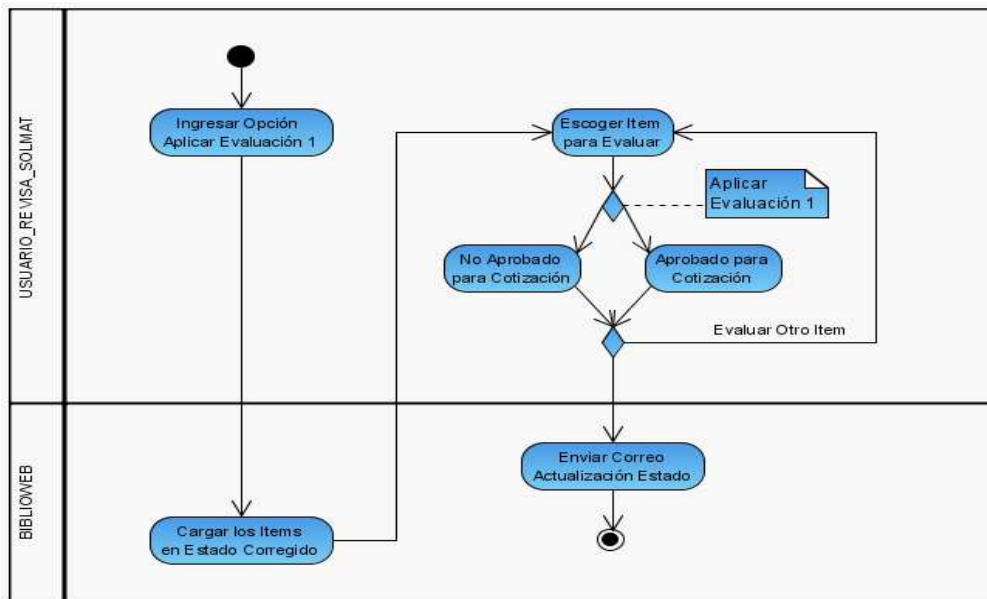 USUARIO_REVISA_SOLMAT
Ingresar Opción
Aplicar Evaluación 1
Escoger Item
para Evaluar
Aplicar
Evaluación 1
No Aprobado
para Cotización
Aprobado para
Cotización
Evaluar Otro Item
BIBLIOWEB
Enviar Correo
Actualización Estado
Cargar los Items
en Estado Corregido